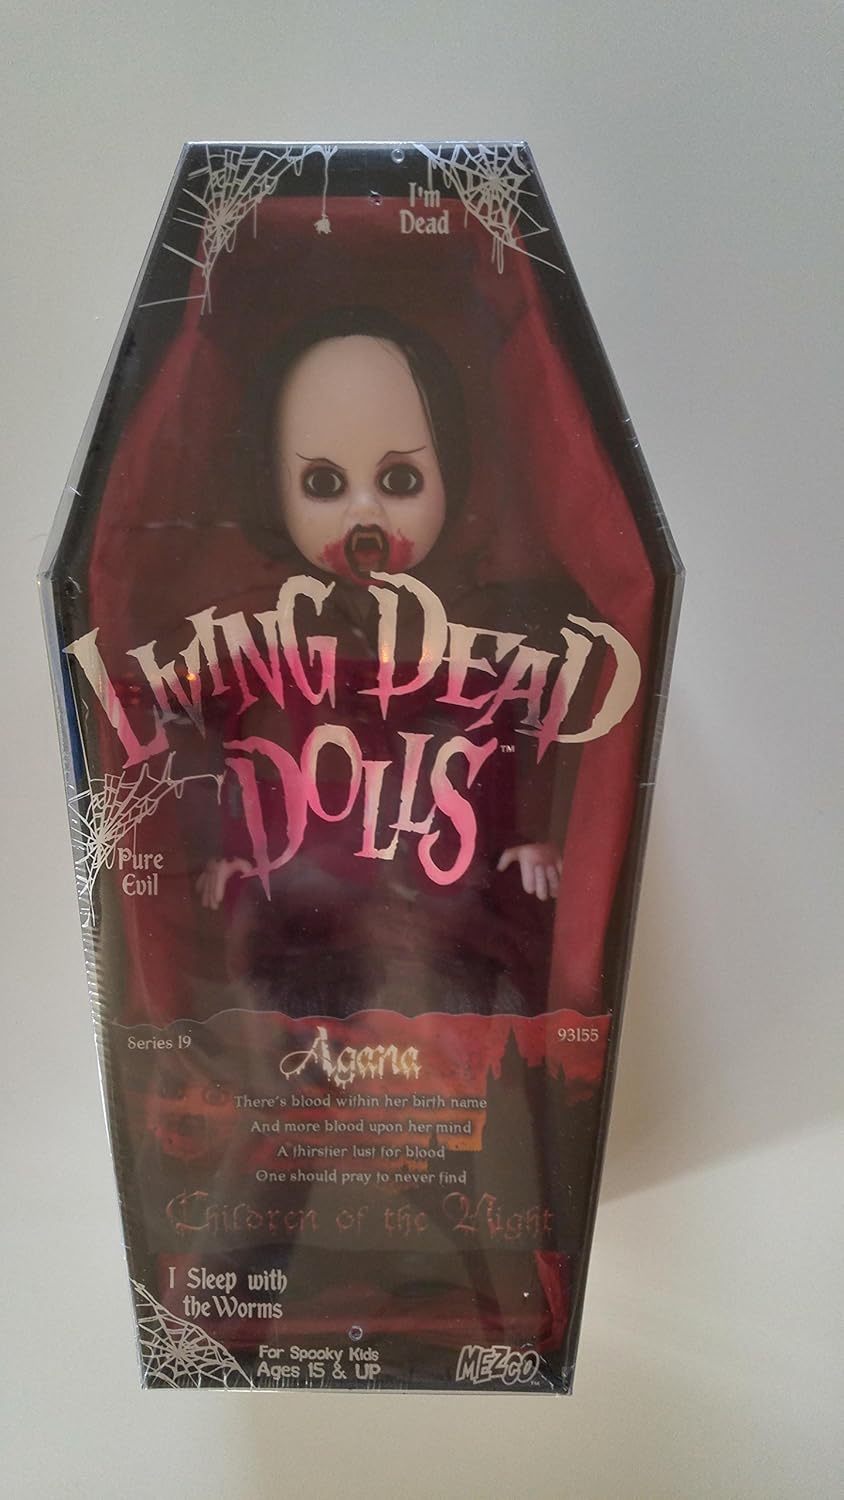 I'm
Dead
LIVING DEAD
DOLLS™
Pure
Evil
Series 19
93155
Agana
There's blood within her birth name
And more blood upon her mind
A thirstier lust for blood
One should pray to never find
Children of the Night
I Sleep with
the Worms
For Spooky Kids
Ages 15 & UP
MEZCO™